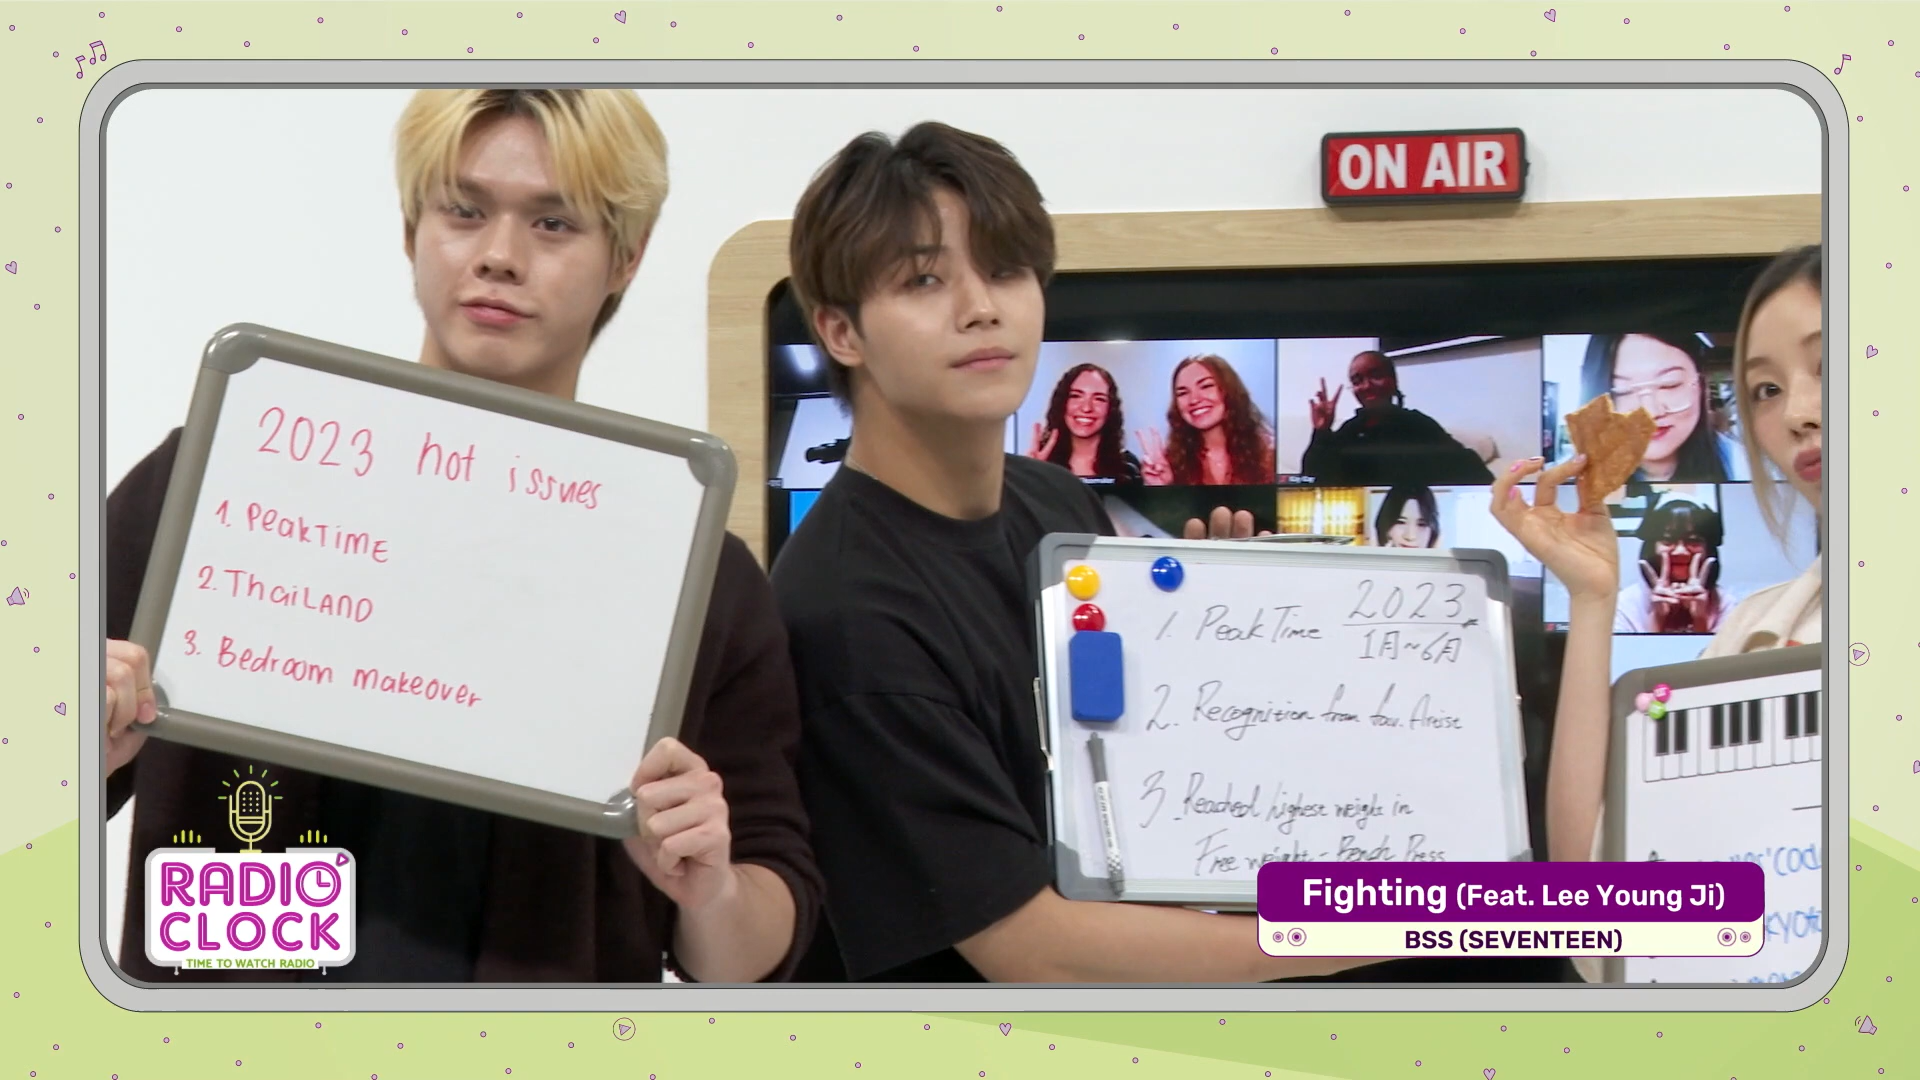 ON AIR
2023 hot issues
1. PeakTimE
2. ThaiLAND
3. Bedroom makeover
2023
1月~6月
1. Peak Time
2. Recognition from fav. Artist
3. Reached highest weight in
Free weight - Bench Press
RADIO
CLOCK
TIME TO WATCH RADIO
Fighting (Feat. Lee Young Ji)
BSS (SEVENTEEN)